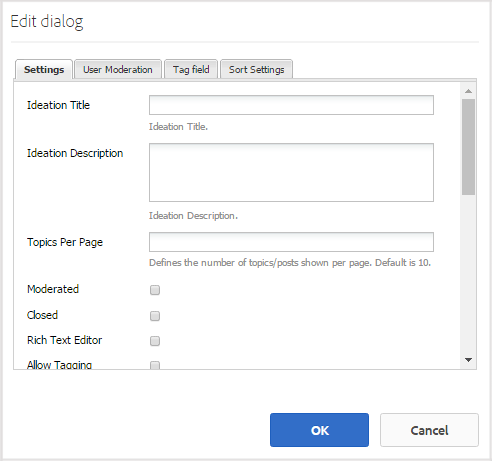 Edit dialog
Settings User Moderation Tag field Sort Settings
Ideation Title
Ideation Title.
Ideation Description
Ideation Description.
Topics Per Page
Defines the number of topics/posts shown per page. Default is 10.
Moderated
Closed
Rich Text Editor
Allow Tagging
OK Cancel